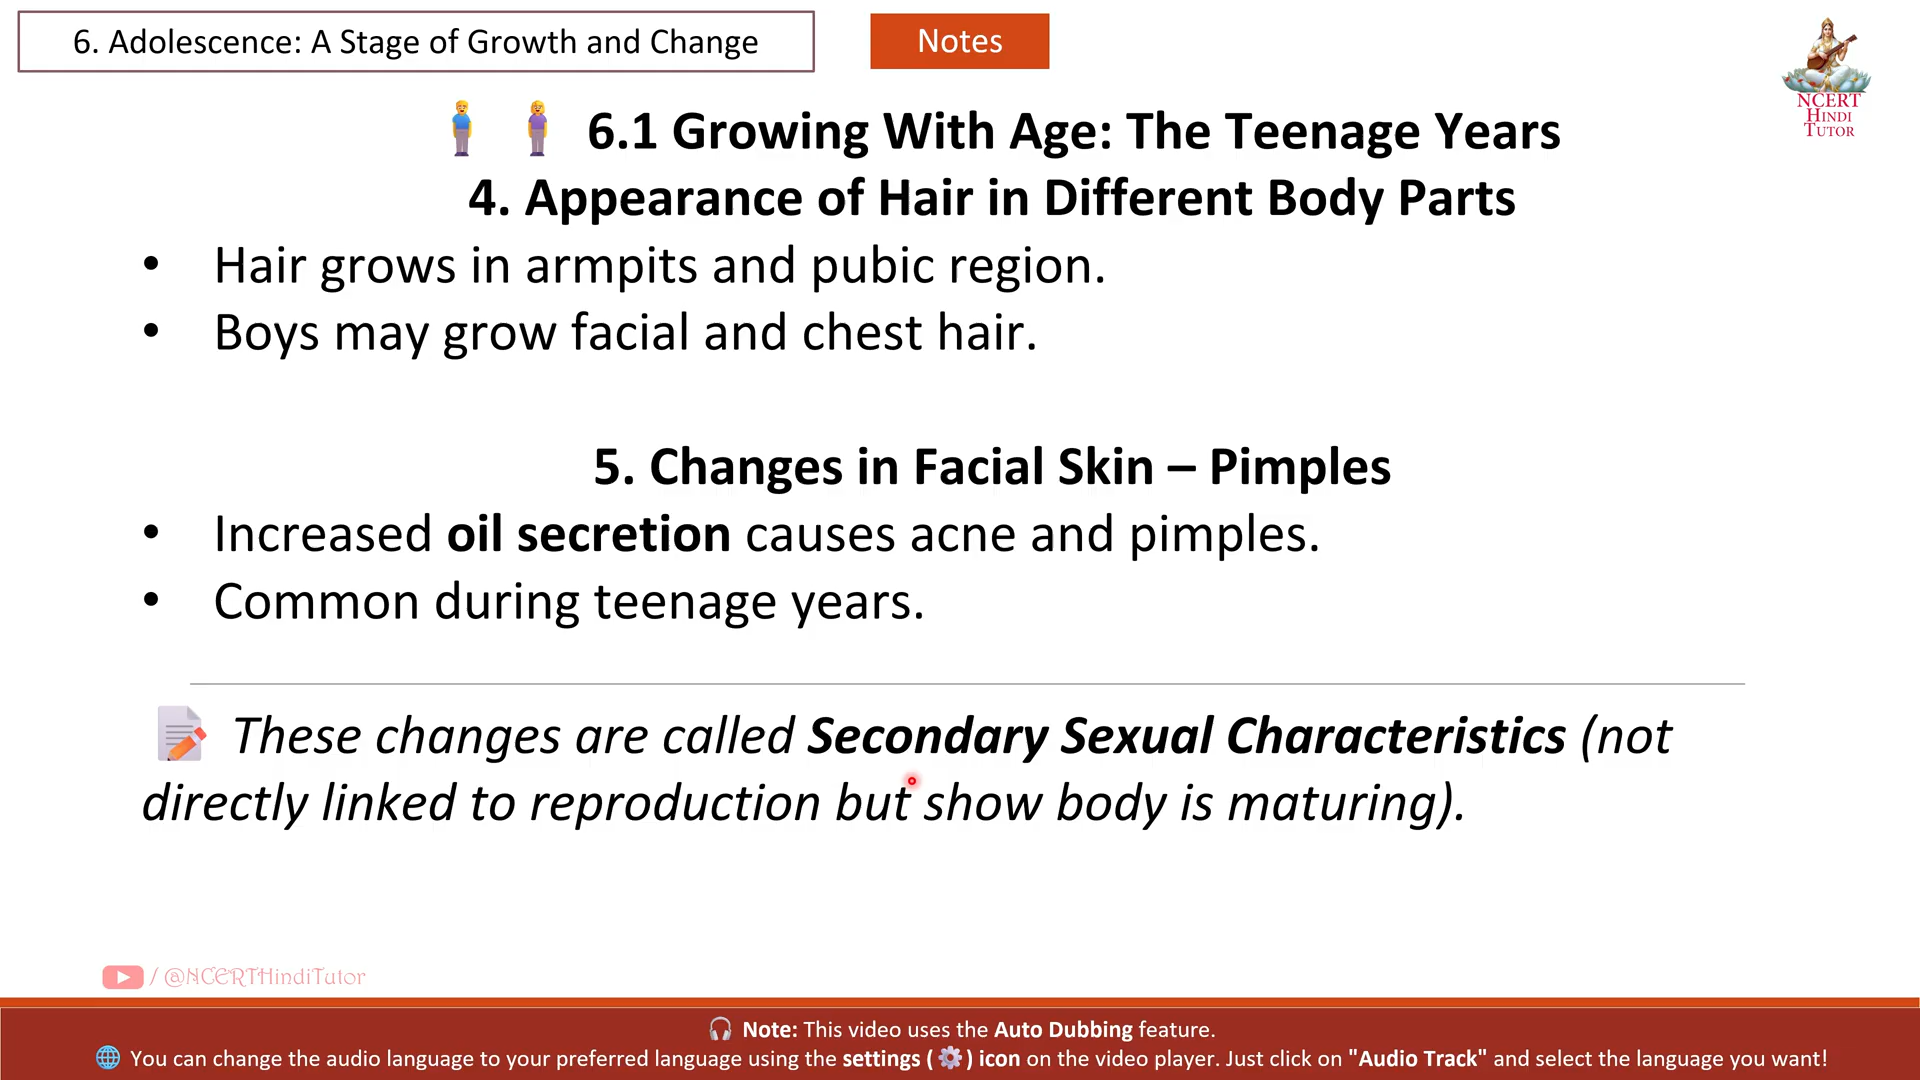 6. Adolescence: A Stage of Growth and Change
Notes
NCERT
HINDI
TUTOR
6.1 Growing With Age: The Teenage Years
4. Appearance of Hair in Different Body Parts
• Hair grows in armpits and pubic region.
• Boys may grow facial and chest hair.
5. Changes in Facial Skin – Pimples
• Increased oil secretion causes acne and pimples.
• Common during teenage years.
These changes are called Secondary Sexual Characteristics (not
directly linked to reproduction but show body is maturing).
/ @NCERTHindiTutor
Note: This video uses the Auto Dubbing feature.
You can change the audio language to your preferred language using the settings ( ) icon on the video player. Just click on "Audio Track" and select the language you want!